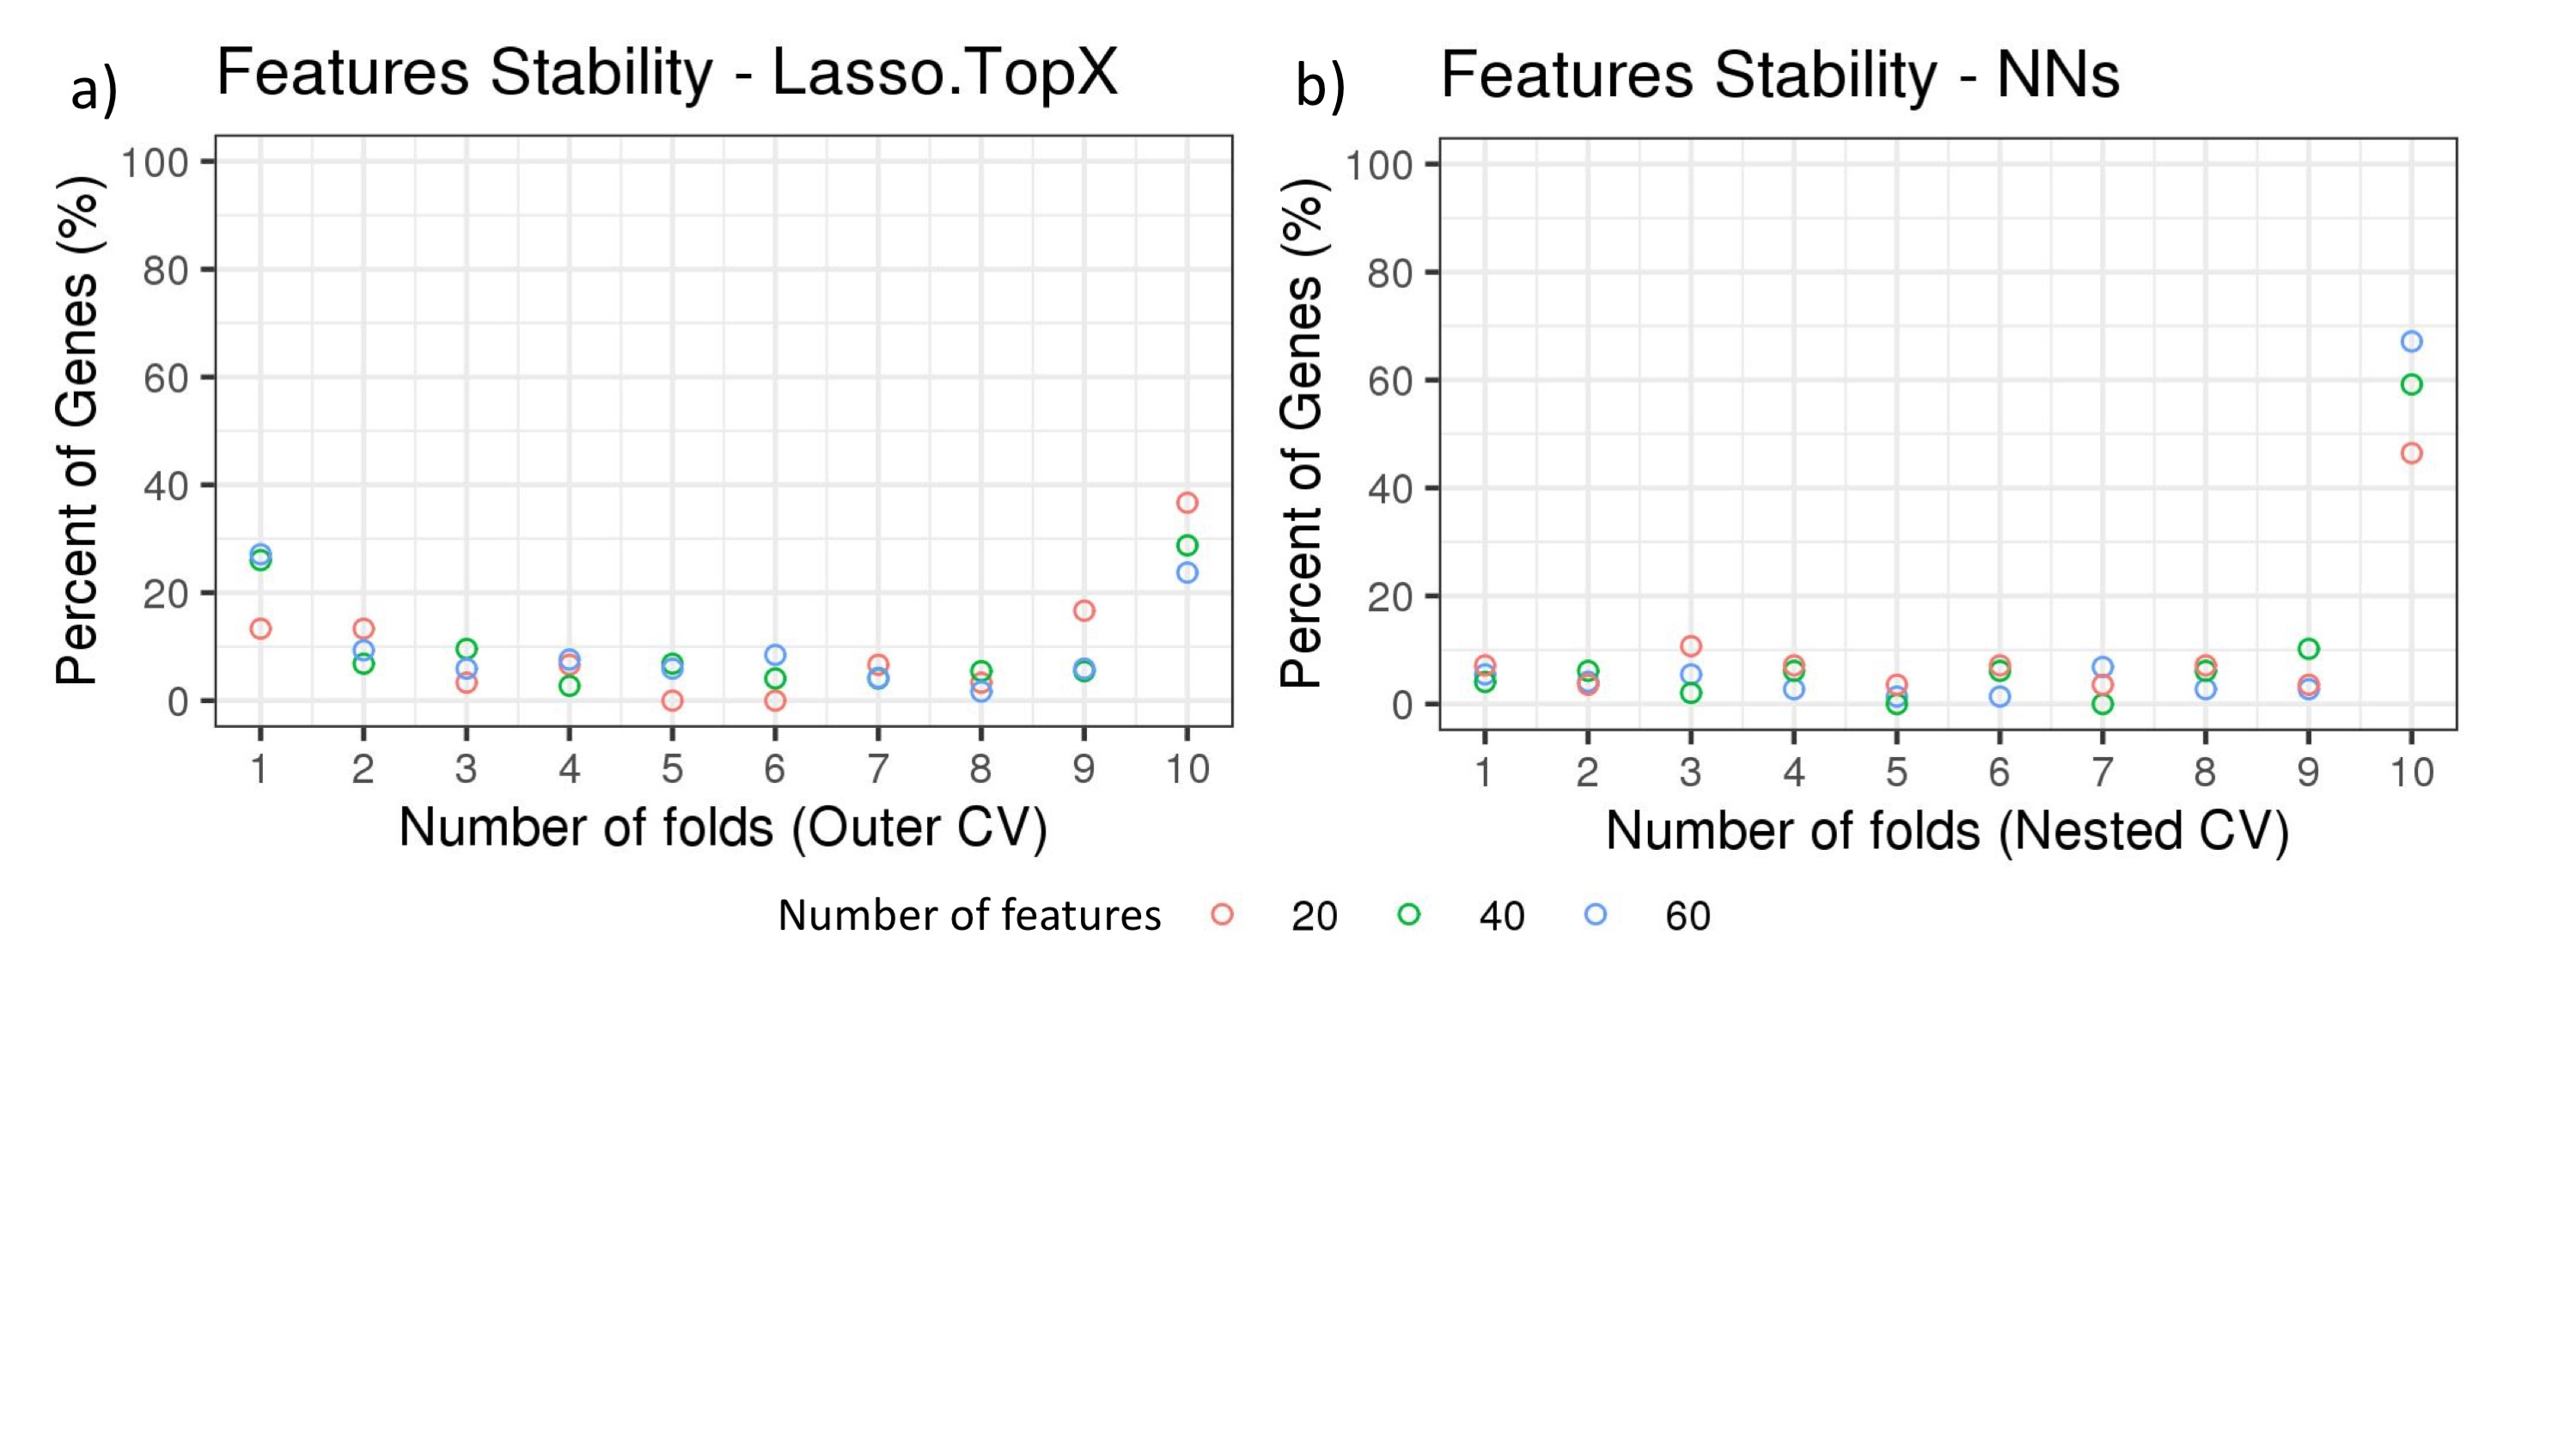 a)
Features Stability - Lasso.TopX
Percent of Genes (%)
100
80
60
40
20
0
1 2 3 4 5 6 7 8 9 10
Number of folds (Outer CV)
b)
Features Stability - NNs
Percent of Genes (%)
100
80
60
40
20
0
1 2 3 4 5 6 7 8 9 10
Number of folds (Nested CV)
Number of features 20 40 60